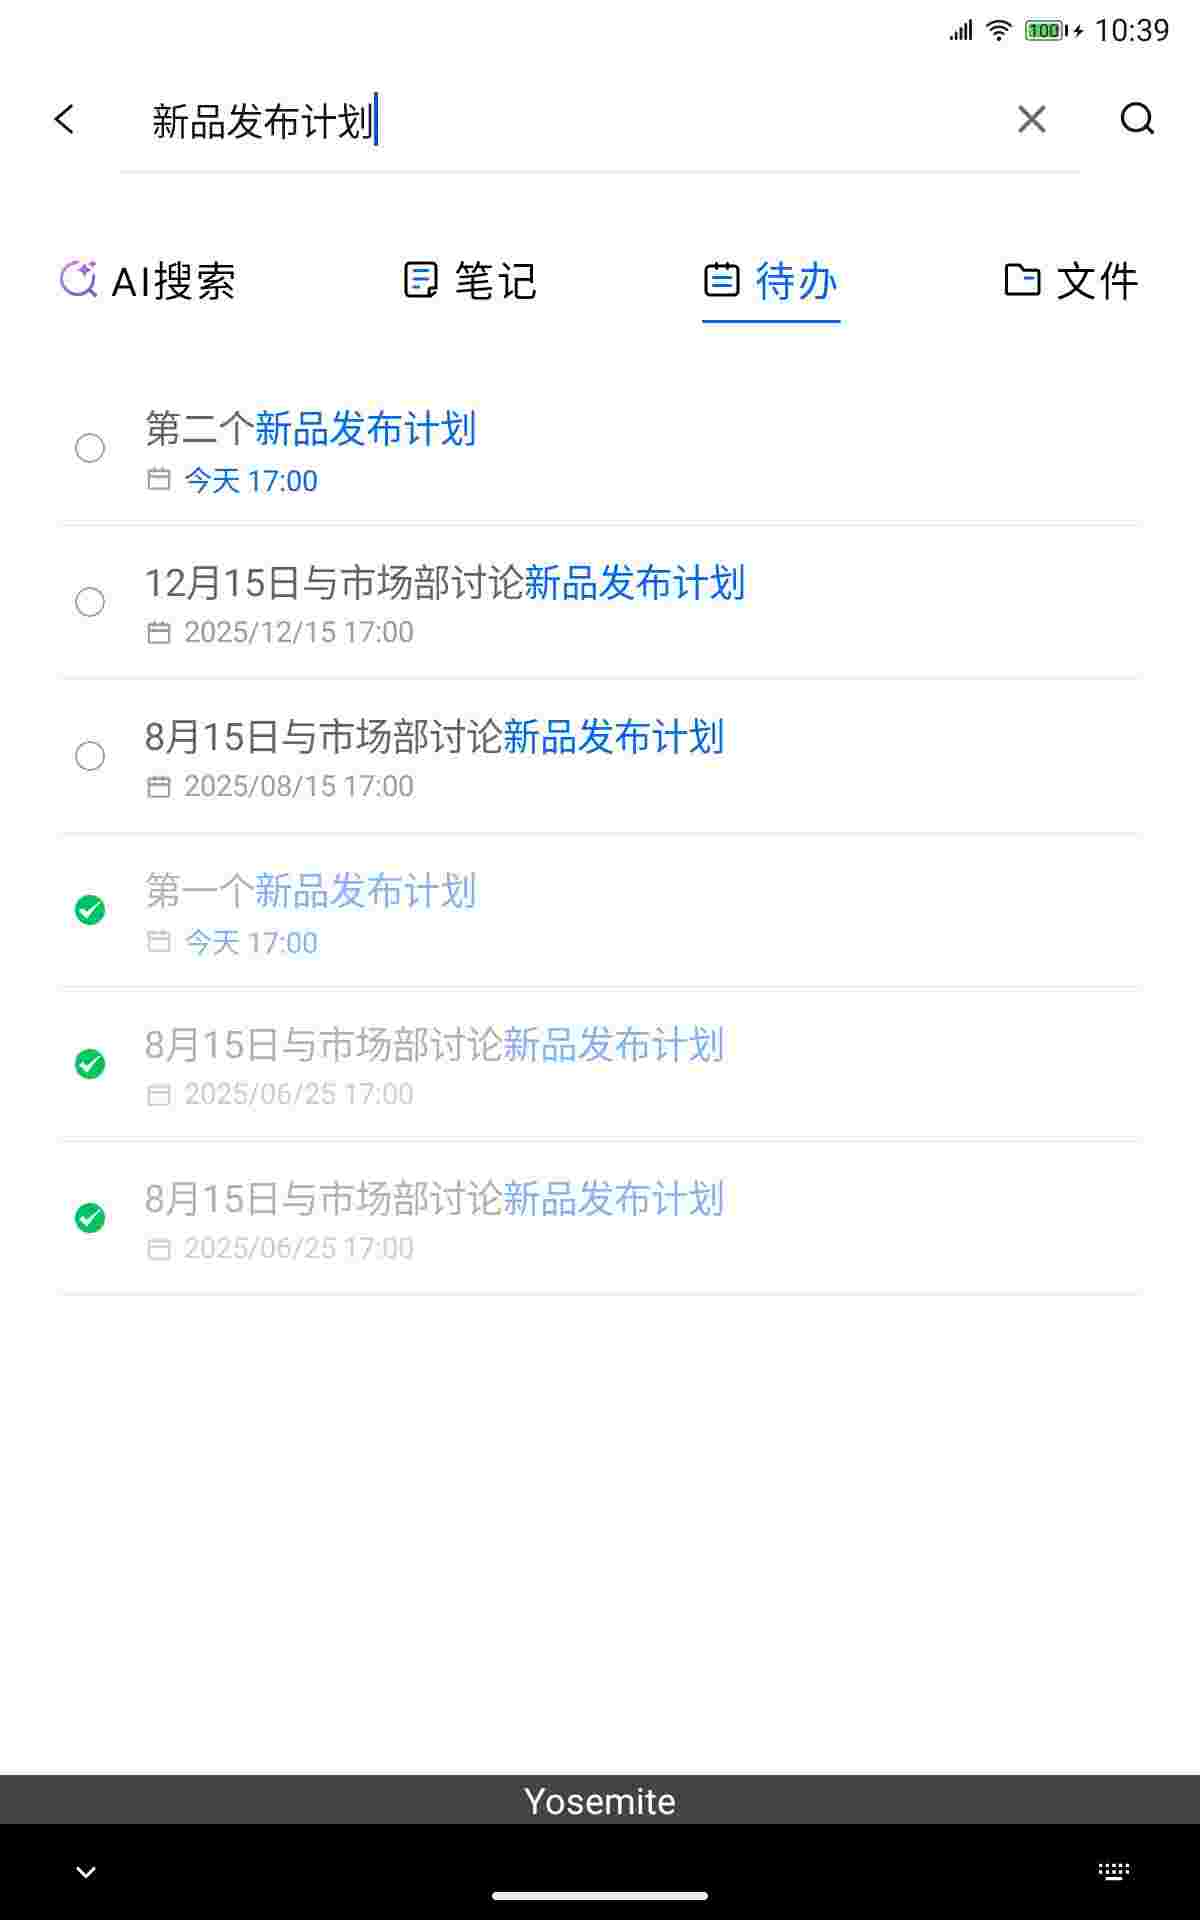 100 10:39
新品发布计划
AI搜索 笔记 待办 文件
第二个新品发布计划
今天 17:00
12月15日与市场部讨论新品发布计划
2025/12/15 17:00
8月15日与市场部讨论新品发布计划
2025/08/15 17:00
第一个新品发布计划
今天 17:00
8月15日与市场部讨论新品发布计划
2025/06/25 17:00
8月15日与市场部讨论新品发布计划
2025/06/25 17:00
Yosemite